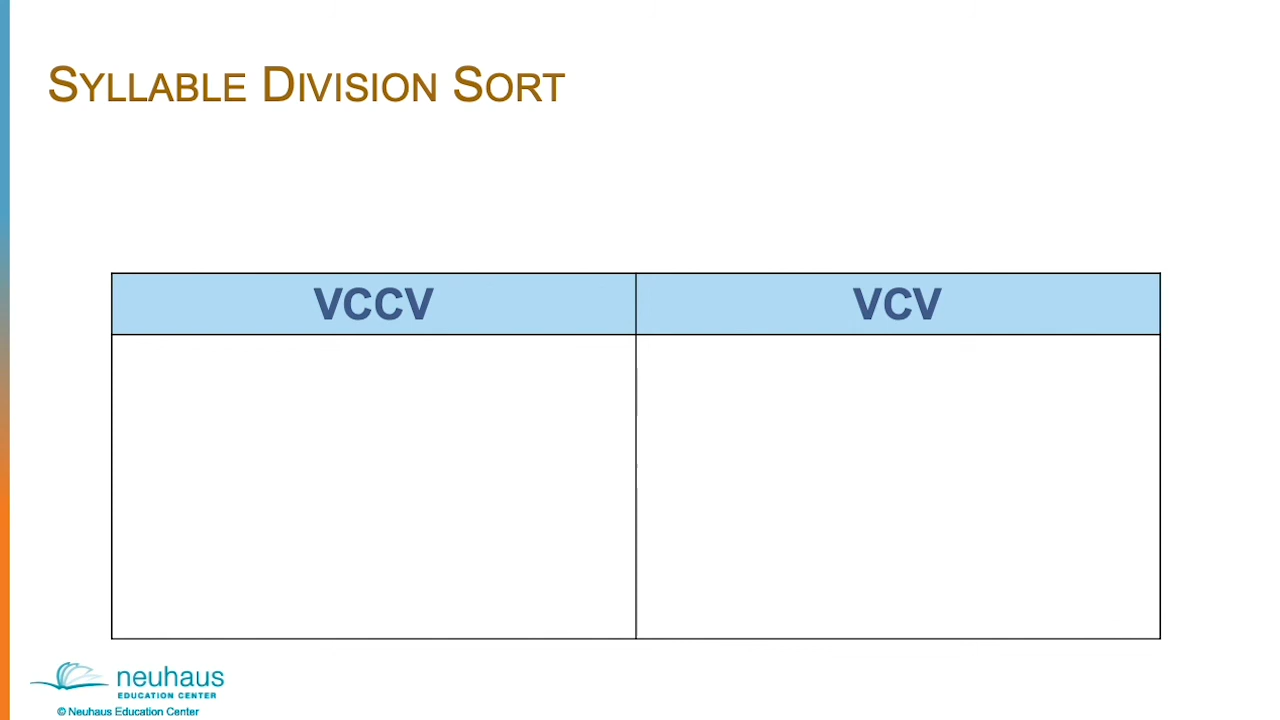 SYLLABLE DIVISION SORT
VCCV VCV
neuhaus
EDUCATION CENTER
© Neuhaus Education Center